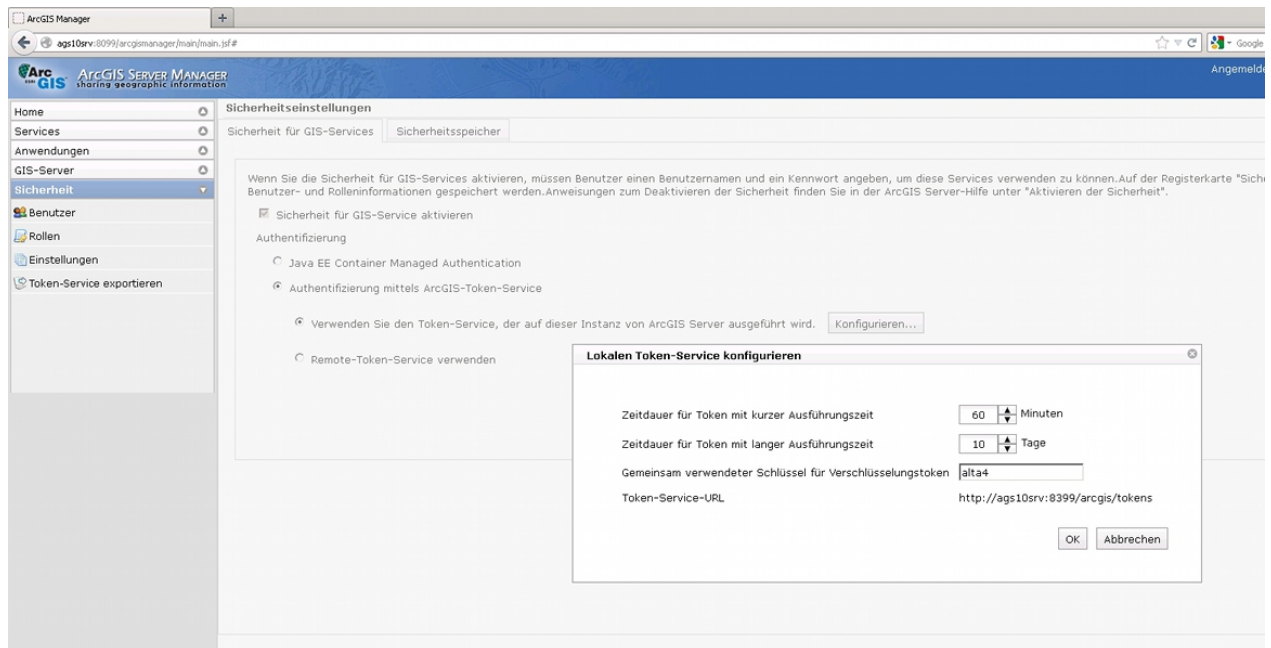 ArcGIS Manager
+
ags10srv:8099/arcgismanager/main/main.jsf#
Google
Arc GIS
esri
ArcGIS Server Manager
sharing geographic information
Angemelde
Home
Services
Anwendungen
GIS-Server
Sicherheit
Benutzer
Rollen
Einstellungen
Token-Service exportieren
Sicherheitseinstellungen
Sicherheit für GIS-Services
Sicherheitsspeicher
Wenn Sie die Sicherheit für GIS-Services aktivieren, müssen Benutzer einen Benutzernamen und ein Kennwort angeben, um diese Services verwenden zu können.Auf der Registerkarte "Siche
Benutzer- und Rolleninformationen gespeichert werden.Anweisungen zum Deaktivieren der Sicherheit finden Sie in der ArcGIS Server-Hilfe unter "Aktivieren der Sicherheit".
Sicherheit für GIS-Service aktivieren
Authentifizierung
Java EE Container Managed Authentication
Authentifizierung mittels ArcGIS-Token-Service
Verwenden Sie den Token-Service, der auf dieser Instanz von ArcGIS Server ausgeführt wird.
Konfigurieren...
Remote-Token-Service verwenden
Lokalen Token-Service konfigurieren
Zeitdauer für Token mit kurzer Ausführungszeit 60 Minuten
Zeitdauer für Token mit langer Ausführungszeit 10 Tage
Gemeinsam verwendeter Schlüssel für Verschlüsselungstoken alta4
Token-Service-URL http://ags10srv:8399/arcgis/tokens
OK Abbrechen